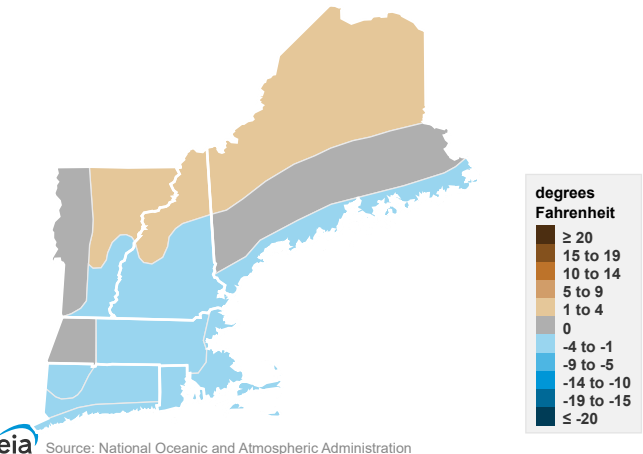 degrees
Fahrenheit
≥ 20
15 to 19
10 to 14
5 to 9
1 to 4
0
-4 to -1
-9 to -5
-14 to -10
-19 to -15
≤ -20
eia Source: National Oceanic and Atmospheric Administration